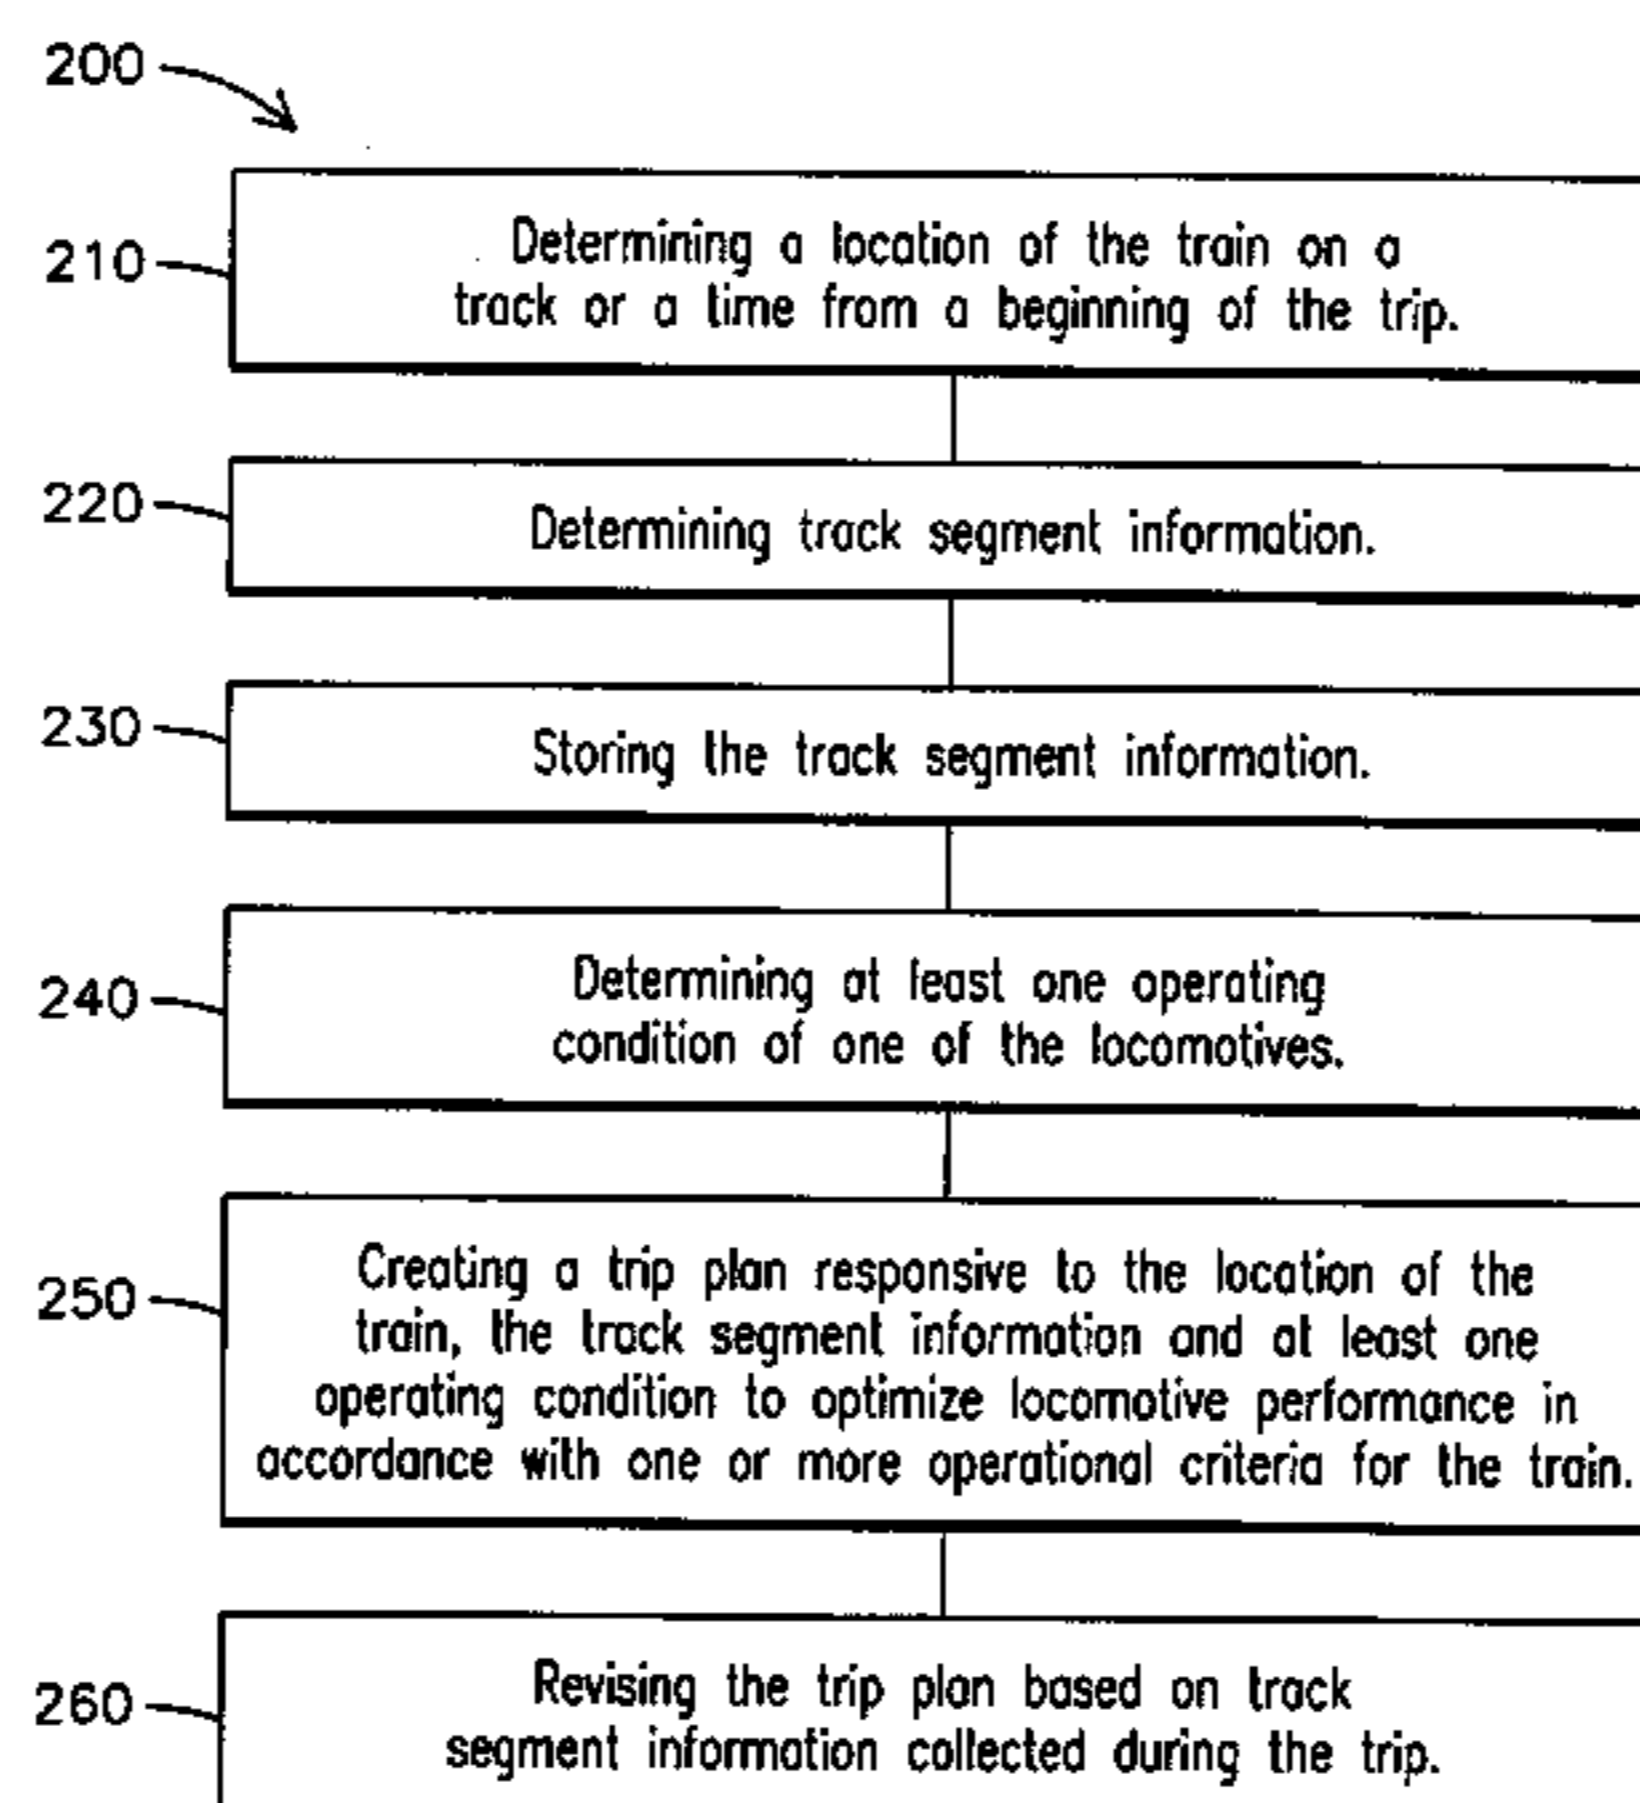 200
210
Determining a location of the train on a
track or a time from a beginning of the trip.
220
Determining track segment information.
230
Storing the track segment information.
240
Determining at least one operating
condition of one of the locomotives.
250
Creating a trip plan responsive to the location of the
train, the track segment information and at least one
operating condition to optimize locomotive performance in
accordance with one or more operational criteria for the train.
260
Revising the trip plan based on track
segment information collected during the trip.